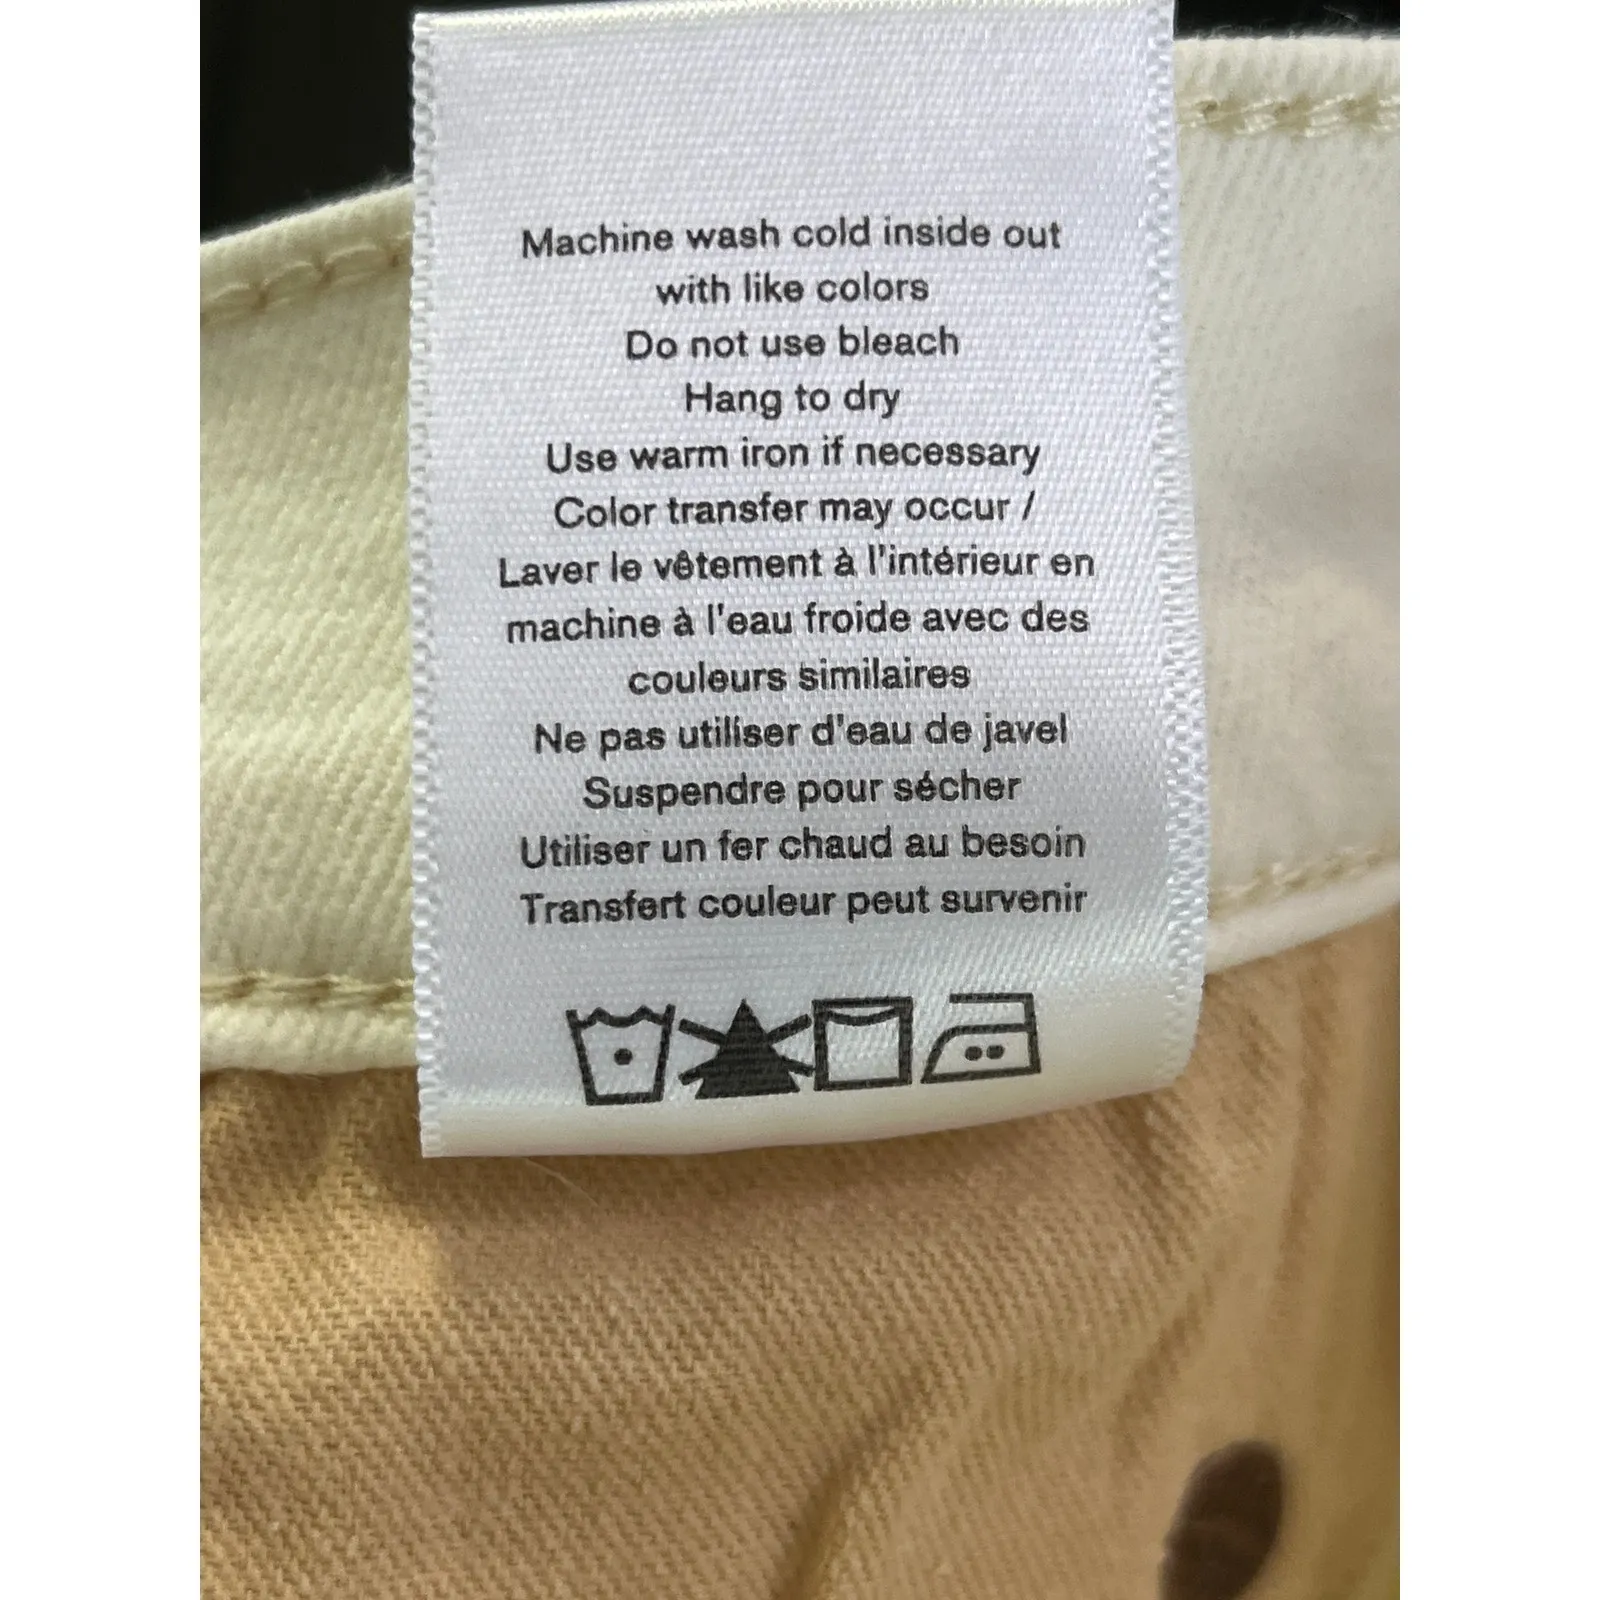 Machine wash cold inside out
with like colors
Do not use bleach
Hang to dry
Use warm iron if necessary
Color transfer may occur /
Laver le vêtement à l'intérieur en
machine à l'eau froide avec des
couleurs similaires
Ne pas utiliser d'eau de javel
Suspendre pour sécher
Utiliser un fer chaud au besoin
Transfert couleur peut survenir